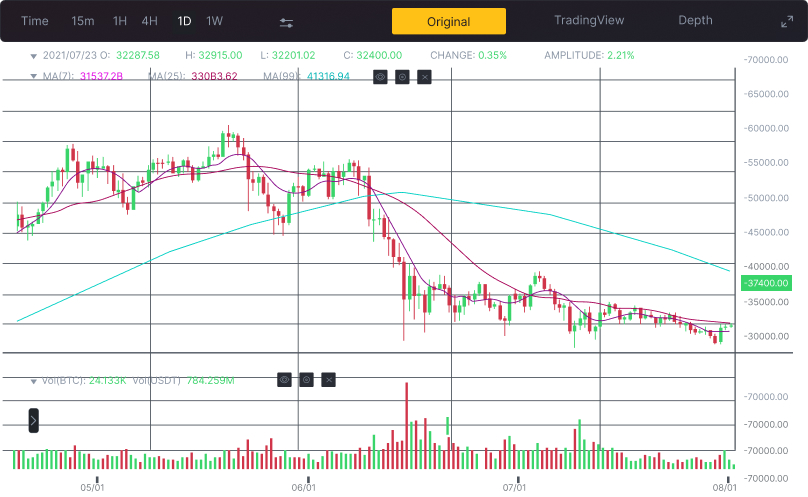 Time 15m 1H 4H 1D 1W Original TradingView Depth
2021/07/23 O: 32287.58 H: 32915.00 L: 32201.02 C: 32400.00 CHANGE: 0.35% AMPLITUDE: 2.21%
MA(7): 31537.2B MA(25): 330B3.62 MA(99): 41316.94
-70000.00
-65000.00
-60000.00
-55000.00
-50000.00
-45000.00
-40000.00
-37400.00
-35000.00
-30000.00
Vol(BTC): 24.133K Vol(USDT) 784.259M
-70000.00
-70000.00
-70000.00
-80000.00
05/01 06/01 07/01 08/01